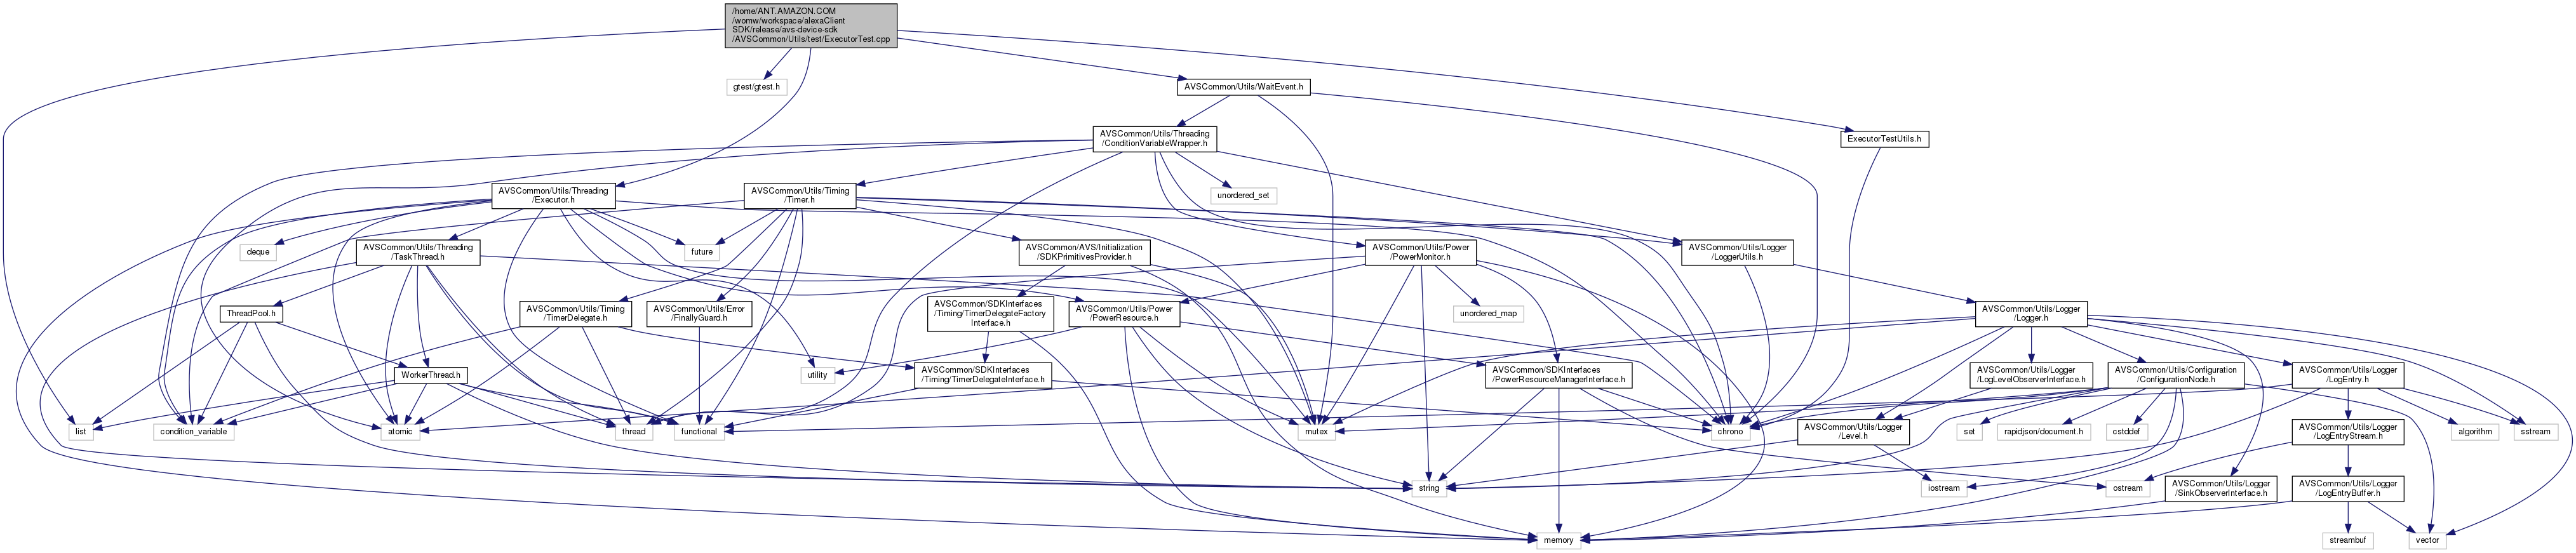 /home/ANT.AMAZON.COM
/womw/workspace/alexaClient
SDK/release/avs-device-sdk
/AVSCommon/Utils/test/ExecutorTest.cpp
gtest/gtest.h
AVSCommon/Utils/WaitEvent.h
AVSCommon/Utils/Threading
/ConditionVariableWrapper.h
ExecutorTestUtils.h
AVSCommon/Utils/Threading
/Executor.h
AVSCommon/Utils/Timing
/Timer.h
unordered_set
deque
AVSCommon/Utils/Threading
/TaskThread.h
future
AVSCommon/AVS/Initialization
/SDKPrimitivesProvider.h
AVSCommon/Utils/Power
/PowerMonitor.h
AVSCommon/Utils/Logger
/LoggerUtils.h
ThreadPool.h
AVSCommon/Utils/Timing
/TimerDelegate.h
AVSCommon/Utils/Error
/FinallyGuard.h
AVSCommon/SDKInterfaces
/Timing/TimerDelegateFactory
Interface.h
AVSCommon/Utils/Power
/PowerResource.h
unordered_map
AVSCommon/Utils/Logger
/Logger.h
WorkerThread.h
utility
AVSCommon/SDKInterfaces
/Timing/TimerDelegateInterface.h
AVSCommon/SDKInterfaces
/PowerResourceManagerInterface.h
AVSCommon/Utils/Logger
/LogLevelObserverInterface.h
AVSCommon/Utils/Configuration
/ConfigurationNode.h
AVSCommon/Utils/Logger
/LogEntry.h
list
condition_variable
atomic
thread
functional
mutex
chrono
AVSCommon/Utils/Logger
/Level.h
set
rapidjson/document.h
cstddef
AVSCommon/Utils/Logger
/LogEntryStream.h
algorithm
sstream
string
iostream
ostream
AVSCommon/Utils/Logger
/SinkObserverInterface.h
AVSCommon/Utils/Logger
/LogEntryBuffer.h
memory
streambuf
vector